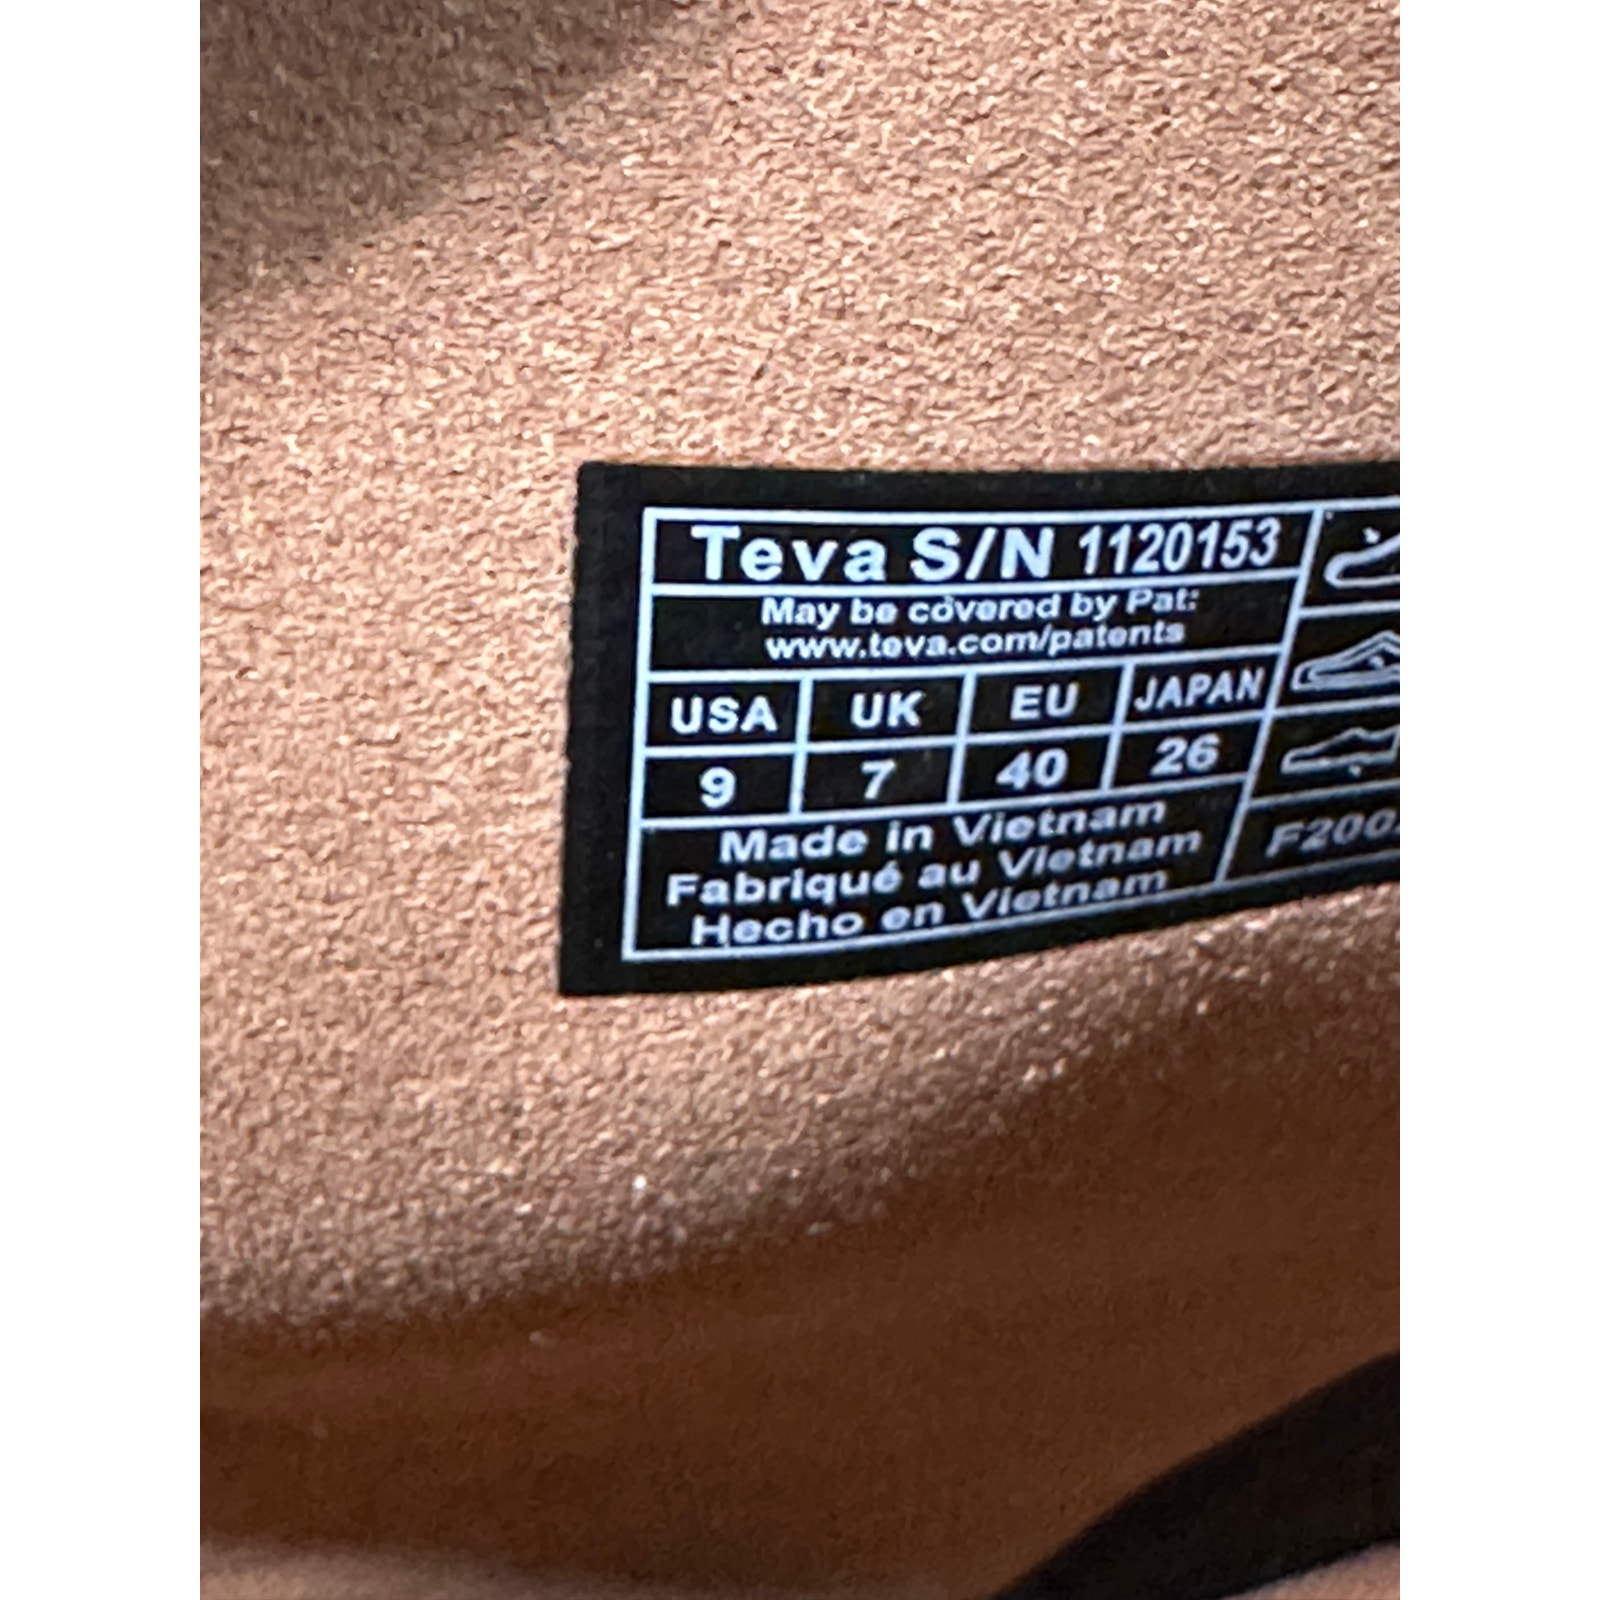 Teva S/N 1120153
May be covered by Pat:
www.teva.com/patents
USA UK EU JAPAN
9 7 40 26
Made in Vietnam
Fabriqué au Vietnam
Hecho en Vietnam